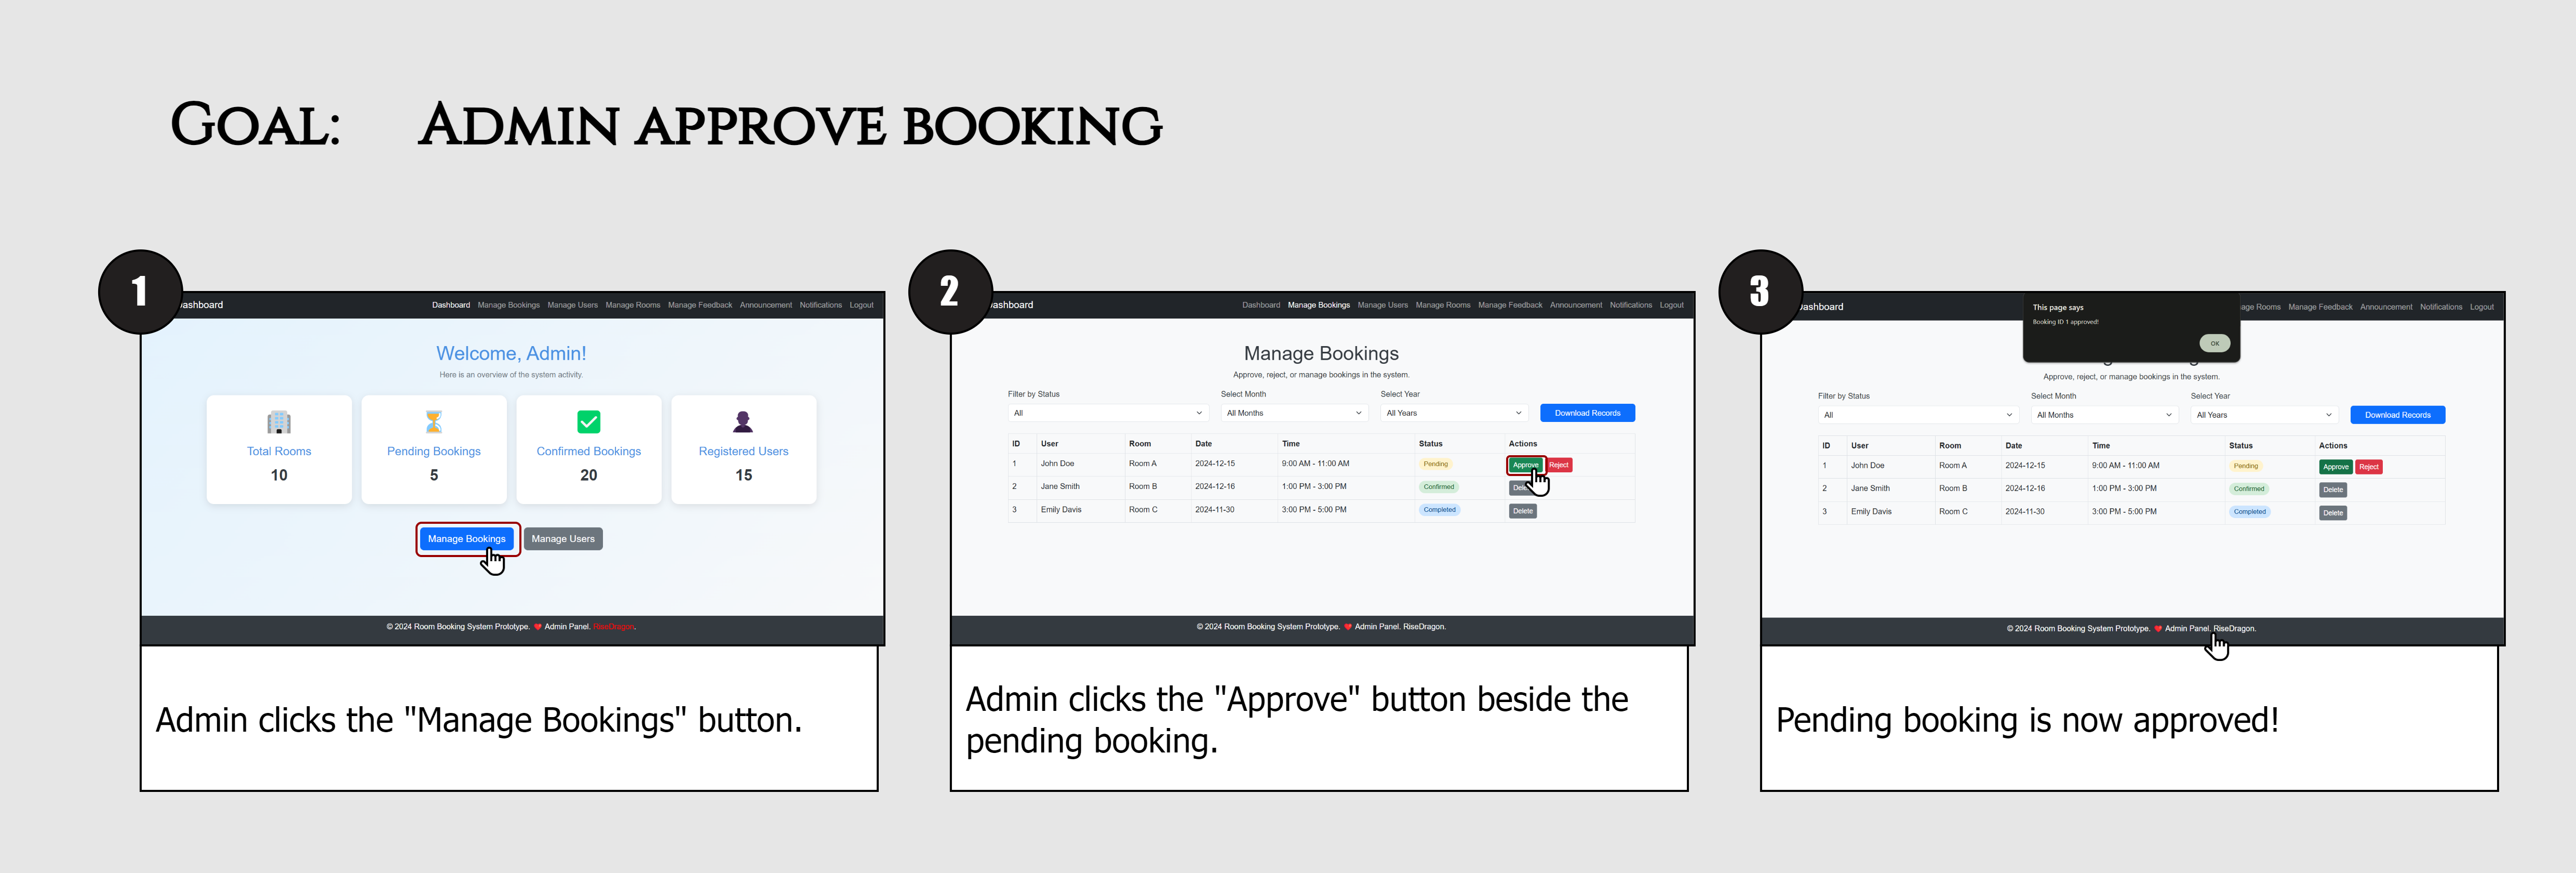 GOAL: ADMIN APPROVE BOOKING
1
ashboard
Dashboard Manage Bookings Manage Users Manage Rooms Manage Feedback Announcement Notifications Logout
Welcome, Admin!
Here is an overview of the system activity.
Total Rooms
10
Pending Bookings
5
Confirmed Bookings
20
Registered Users
15
Manage Bookings
Manage Users
© 2024 Room Booking System Prototype. ❤️ Admin Panel. RiseDragon.
Admin clicks the "Manage Bookings" button.
2
ashboard
Dashboard Manage Bookings Manage Users Manage Rooms Manage Feedback Announcement Notifications Logout
Manage Bookings
Approve, reject, or manage bookings in the system.
Filter by Status Select Month Select Year
All All Months All Years Download Records
ID User Room Date Time Status Actions
1 John Doe Room A 2024-12-15 9:00 AM - 11:00 AM Pending Approve Reject
2 Jane Smith Room B 2024-12-16 1:00 PM - 3:00 PM Confirmed
3 Emily Davis Room C 2024-11-30 3:00 PM - 5:00 PM Completed Delete
© 2024 Room Booking System Prototype. ❤️ Admin Panel. RiseDragon.
Admin clicks the "Approve" button beside the
pending booking.
3
ashboard
age Rooms Manage Feedback Announcement Notifications Logout
This page says
Booking ID 1 approved!
OK
Approve, reject, or manage bookings in the system.
Filter by Status Select Month Select Year
All All Months All Years Download Records
ID User Room Date Time Status Actions
1 John Doe Room A 2024-12-15 9:00 AM - 11:00 AM Pending Approve Reject
2 Jane Smith Room B 2024-12-16 1:00 PM - 3:00 PM Confirmed Delete
3 Emily Davis Room C 2024-11-30 3:00 PM - 5:00 PM Completed Delete
© 2024 Room Booking System Prototype. ❤️ Admin Panel. RiseDragon.
Pending booking is now approved!